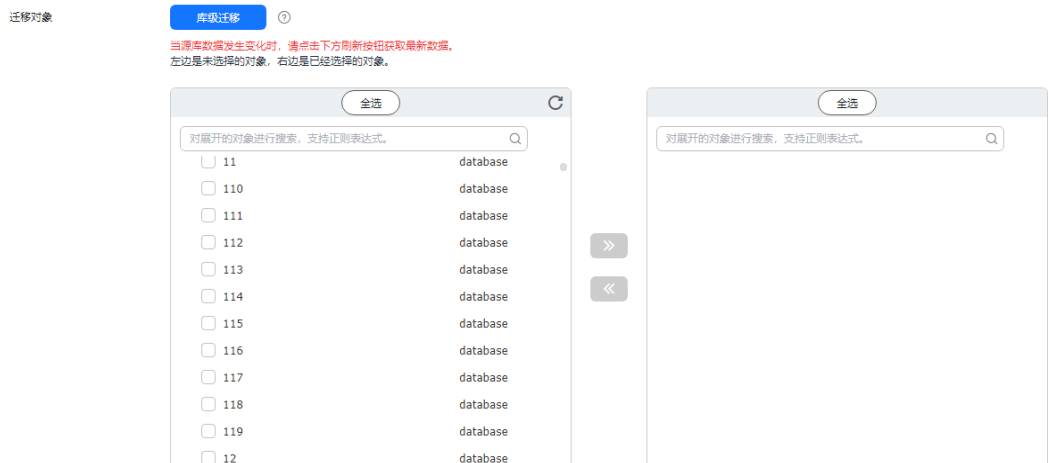 迁移对象
库级迁移
当源库数据发生变化时，请点击下方刷新按钮获取最新数据。
左边是未选择的对象，右边是已经选择的对象。
全选
全选
对展开的对象进行搜索，支持正则表达式。
对展开的对象进行搜索，支持正则表达式。
11 database
110 database
111 database
112 database
113 database
114 database
115 database
116 database
117 database
118 database
119 database
12 database